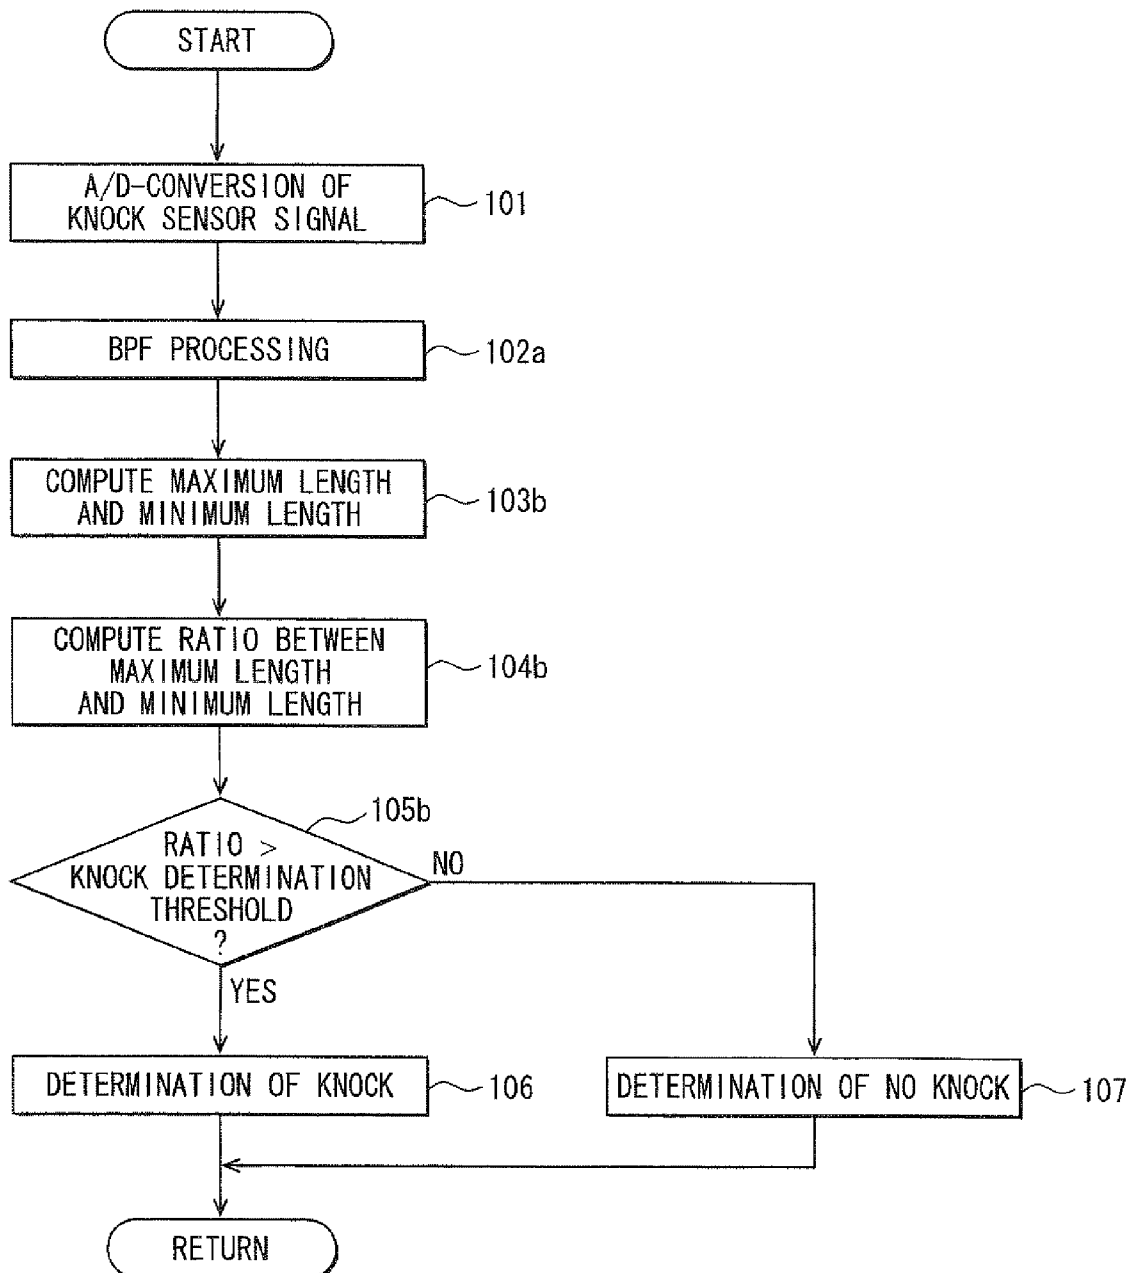 START
A/D-CONVERSION OF
KNOCK SENSOR SIGNAL
101
BPF PROCESSING
102a
COMPUTE MAXIMUM LENGTH
AND MINIMUM LENGTH
103b
COMPUTE RATIO BETWEEN
MAXIMUM LENGTH
AND MINIMUM LENGTH
104b
105b
RATIO >
KNOCK DETERMINATION
THRESHOLD
?
NO
YES
DETERMINATION OF KNOCK
106
DETERMINATION OF NO KNOCK
107
RETURN